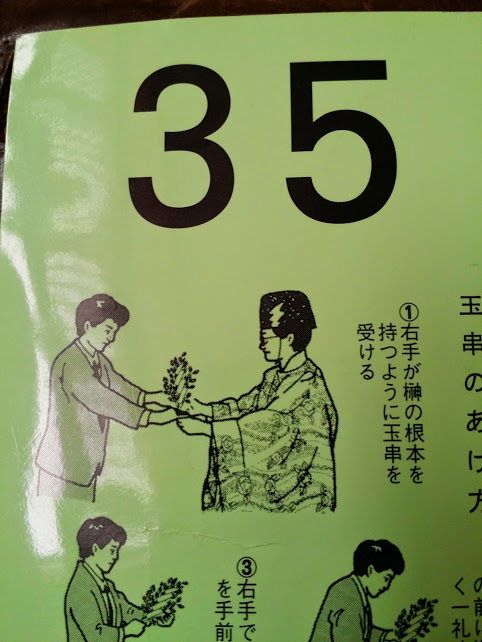 35
玉串のあけ方
①右手が榊の根本を
持つように玉串を
受ける
の前に
く一礼
③右手で
を手前